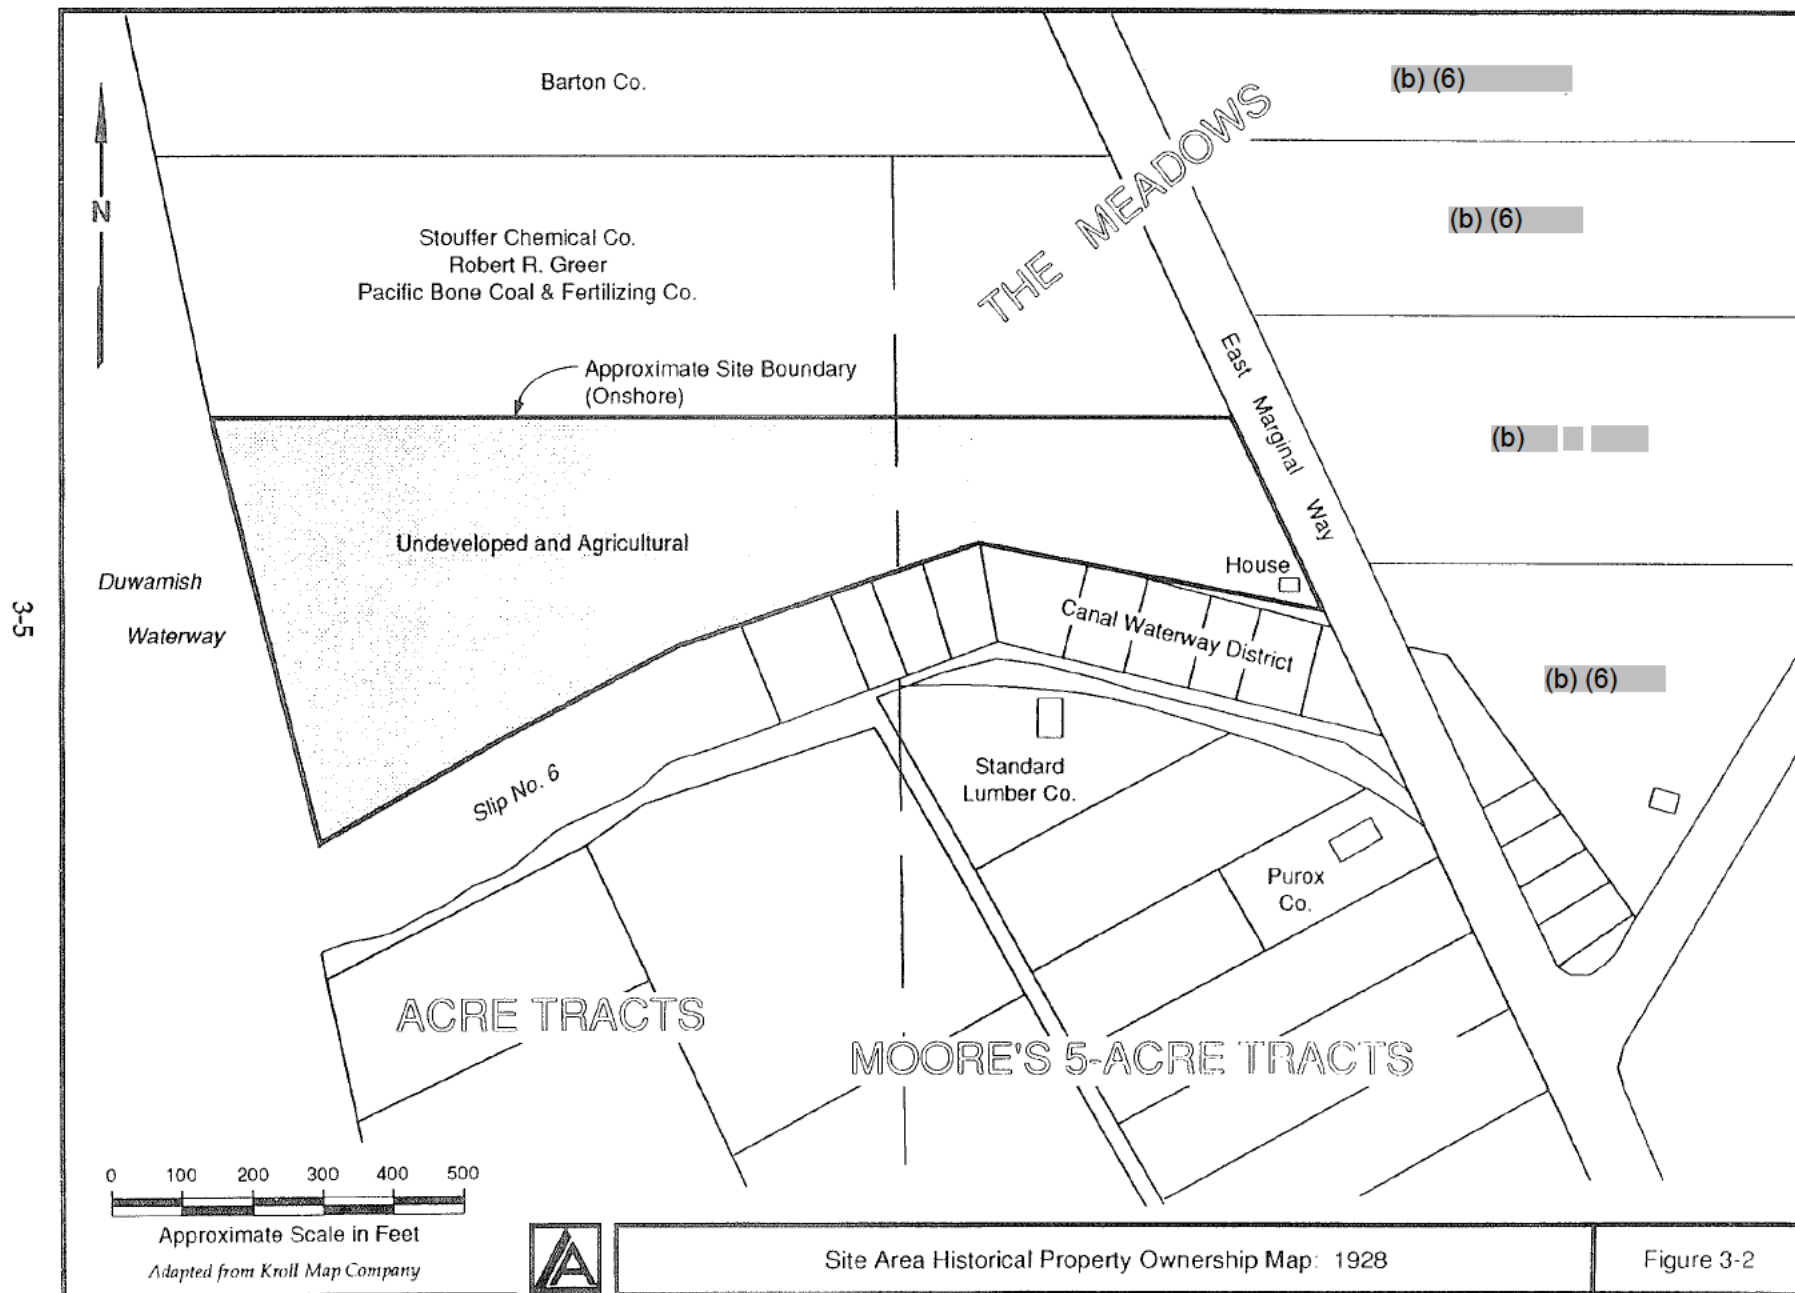 Barton Co.
(b) (6)
THE MEADOWS
N
(b) (6)
Stouffer Chemical Co.
Robert R. Greer
Pacific Bone Coal & Fertilizing Co.
Approximate Site Boundary
(Onshore)
East Marginal Way
(b)
Undeveloped and Agricultural
House
Duwamish
Waterway
3-5
Canal Waterway District
(b) (6)
Slip No. 6
Standard
Lumber Co.
Purox
Co.
ACRE TRACTS
MOORE'S 5-ACRE TRACTS
0 100 200 300 400 500
Approximate Scale in Feet
Adapted from Kroll Map Company
Site Area Historical Property Ownership Map: 1928
Figure 3-2